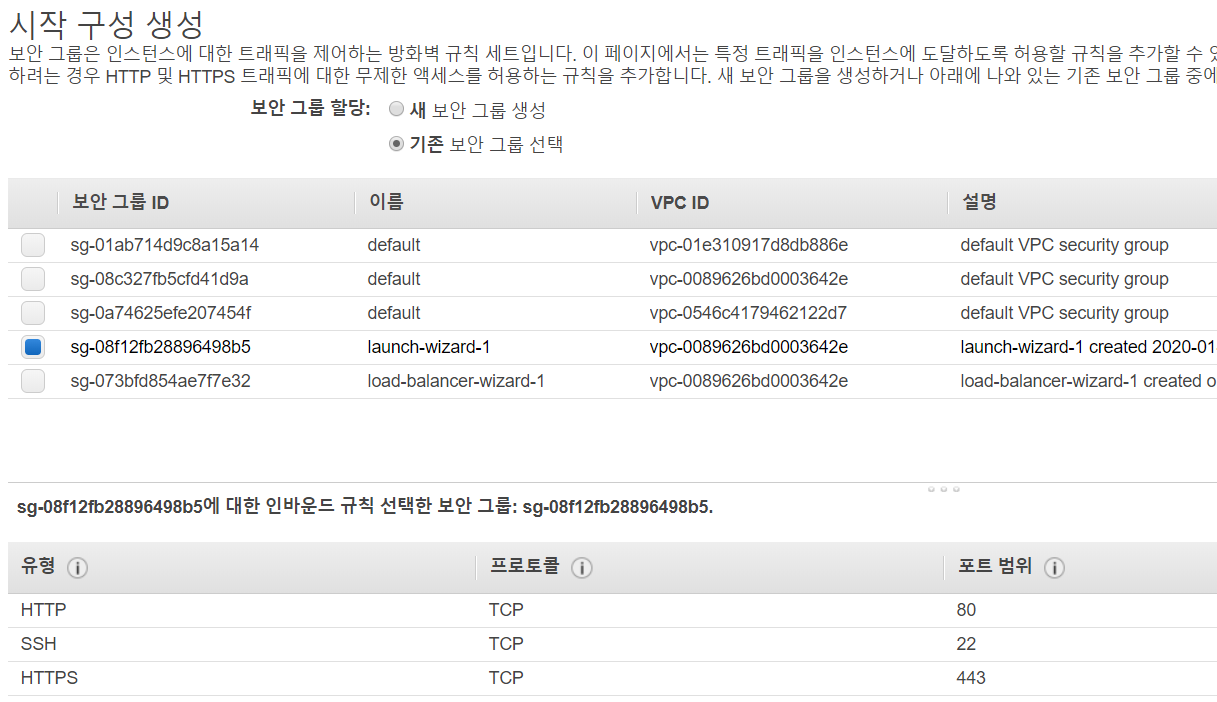 시작 구성 생성
보안 그룹은 인스턴스에 대한 트래픽을 제어하는 방화벽 규칙 세트입니다. 이 페이지에서는 특정 트래픽을 인스턴스에 도달하도록 허용할 규칙을 추가할 수
하려는 경우 HTTP 및 HTTPS 트래픽에 대한 무제한 액세스를 허용하는 규칙을 추가합니다. 새 보안 그룹을 생성하거나 아래에 나와 있는 기존 보안 그룹 중에
보안 그룹 할당: 새 보안 그룹 생성
기존 보안 그룹 선택
보안 그룹 ID 이름 VPC ID 설명
sg-01ab714d9c8a15a14 default vpc-01e310917d8db886e default VPC security group
sg-08c327fb5cfd41d9a default vpc-0089626bd0003642e default VPC security group
sg-0a74625efe207454f default vpc-0546c4179462122d7 default VPC security group
sg-08f12fb28896498b5 launch-wizard-1 vpc-0089626bd0003642e launch-wizard-1 created 2020-01
sg-073bfd854ae7f7e32 load-balancer-wizard-1 vpc-0089626bd0003642e load-balancer-wizard-1 created o
sg-08f12fb28896498b5에 대한 인바운드 규칙 선택한 보안 그룹: sg-08f12fb28896498b5.
유형 프로토콜 포트 범위
HTTP TCP 80
SSH TCP 22
HTTPS TCP 443